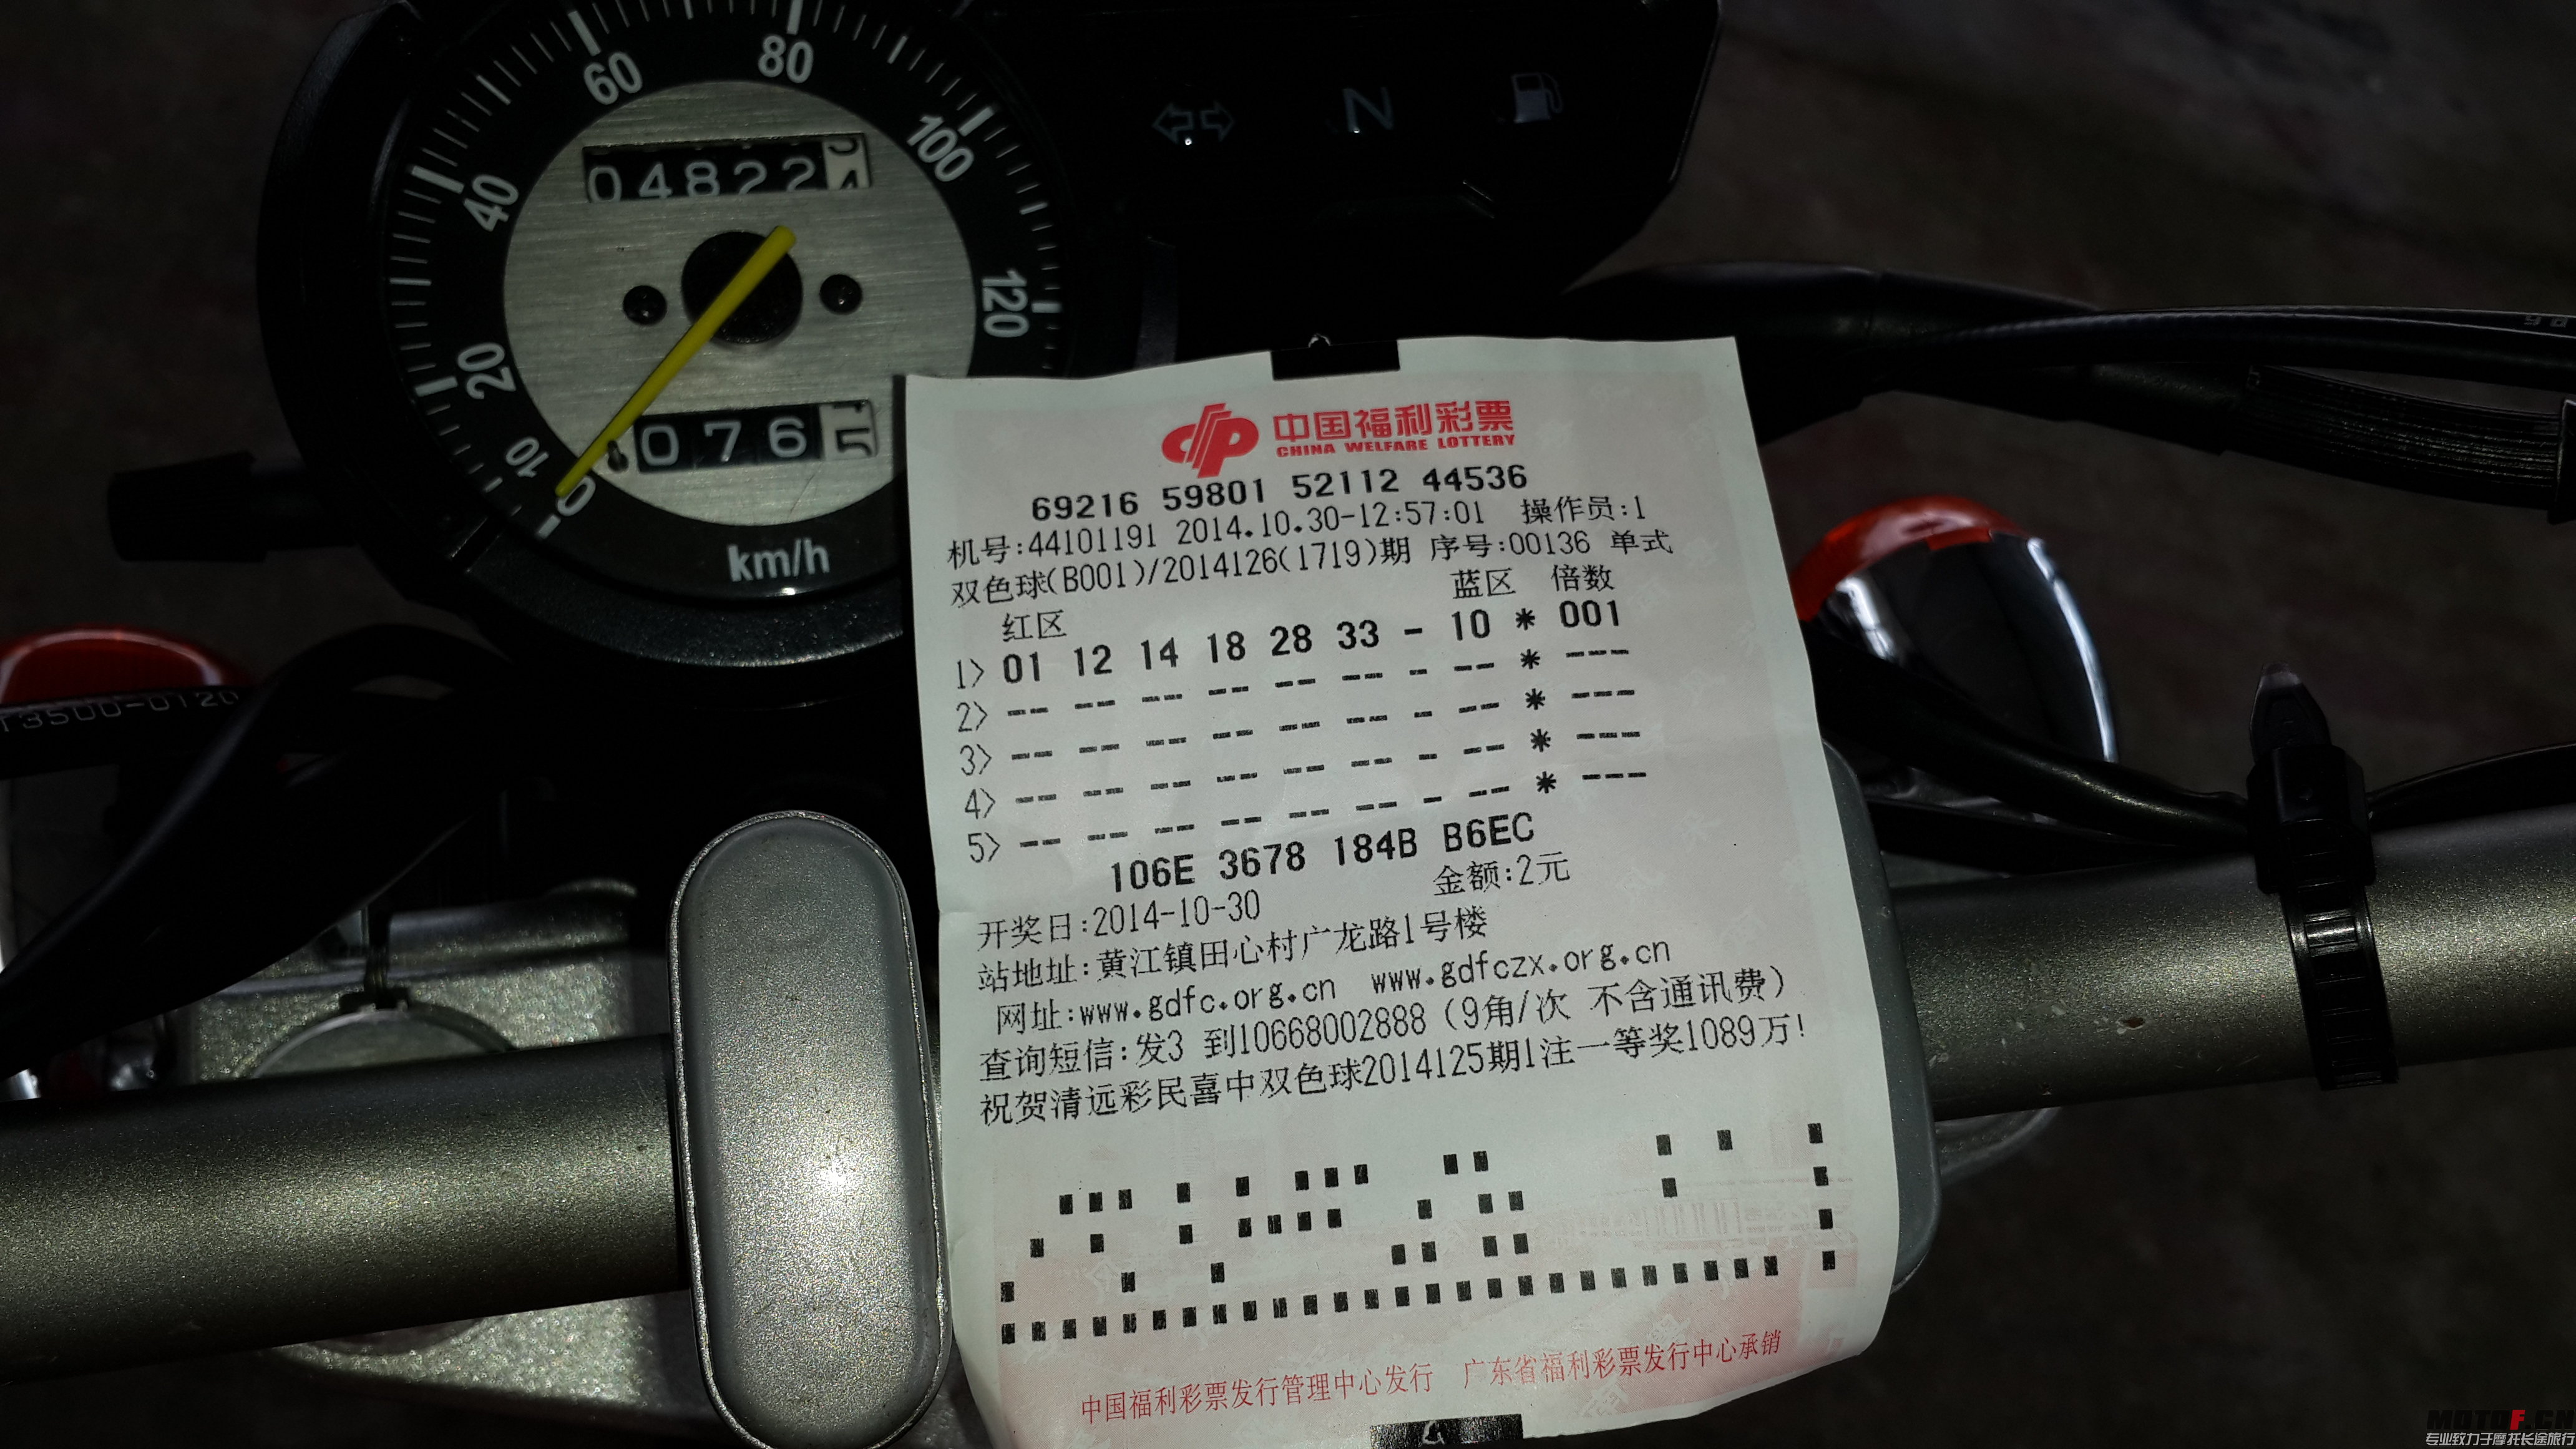 60
80
100
40
120
20
10
0
04822
076
km/h
N
T3500-0120
中国福利彩票
CHINA WELFARE LOTTERY
69216 59801 52112 44536
机号:44101191 2014.10.30-12:57:01 操作员:1
双色球(B001)/2014126(1719)期 序号:00136 单式
红区 蓝区 倍数
1> 01 12 14 18 28 33 - 10 * 001
2> -- -- -- -- -- -- - -- * ---
3> -- -- -- -- -- -- - -- * ---
4> -- -- -- -- -- -- - -- * ---
5> -- -- -- -- -- -- - -- * ---
106E 3678 184B B6EC
开奖日:2014-10-30 金额:2元
站地址:黄江镇田心村广龙路1号楼
网址:www.gdfc.org.cn www.gdfczx.org.cn
查询短信:发3 到10668002888 (9角/次 不含通讯费)
祝贺清远彩民喜中双色球2014125期1注一等奖1089万!
中国福利彩票发行管理中心发行 广东省福利彩票发行中心承销
MOTOF.CN
专业致力于摩托长途旅行